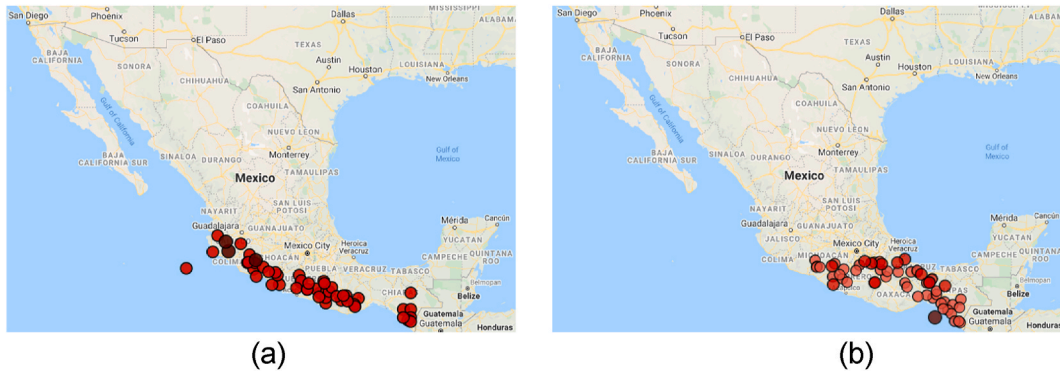 San Diego
Phoenix
Tucson
El Paso
Dallas
MISSISSIPPI
ALABAMA
TEXAS
Austin
Houston
San Antonio
LOUISIANA
New Orleans
BAJA
CALIFORNIA
SONORA
CHIHUAHUA
COAHUILA
Gulf of California
NUEVO LEON
Monterrey
BAJA
CALIFORNIA SUR
SINALOA
DURANGO
TAMAULIPAS
Gulf of
Mexico
Mexico
NAYARIT
SAN LUIS
POTOSI
Guadalajara
GUANAJUATO
Mexico City
Heroica
Veracruz
Mérida
Cancún
YUCATAN
CAMPECHE
QUINTANA
ROO
COLIMA
PUEBLA
VERACRUZ
TABASCO
Belmopan
Belize
Guatemala
Guatemala
Honduras
(a)
San Diego
Phoenix
Tucson
El Paso
Dallas
MISSISSIPPI
ALABAMA
TEXAS
Austin
Houston
San Antonio
LOUISIANA
New Orleans
BAJA
CALIFORNIA
SONORA
CHIHUAHUA
COAHUILA
Gulf of California
NUEVO LEON
Monterrey
BAJA
CALIFORNIA SUR
SINALOA
DURANGO
TAMAULIPAS
Gulf of
Mexico
Mexico
NAYARIT
SAN LUIS
POTOSI
Guadalajara
GUANAJUATO
JALISCO
Mexico City
Heroica
Veracruz
Mérida
Cancún
YUCATAN
CAMPECHE
QUINTANA
ROO
COLIMA
TABASCO
OAXACA
Belmopan
Belize
Guatemala
Guatemala
Honduras
(b)